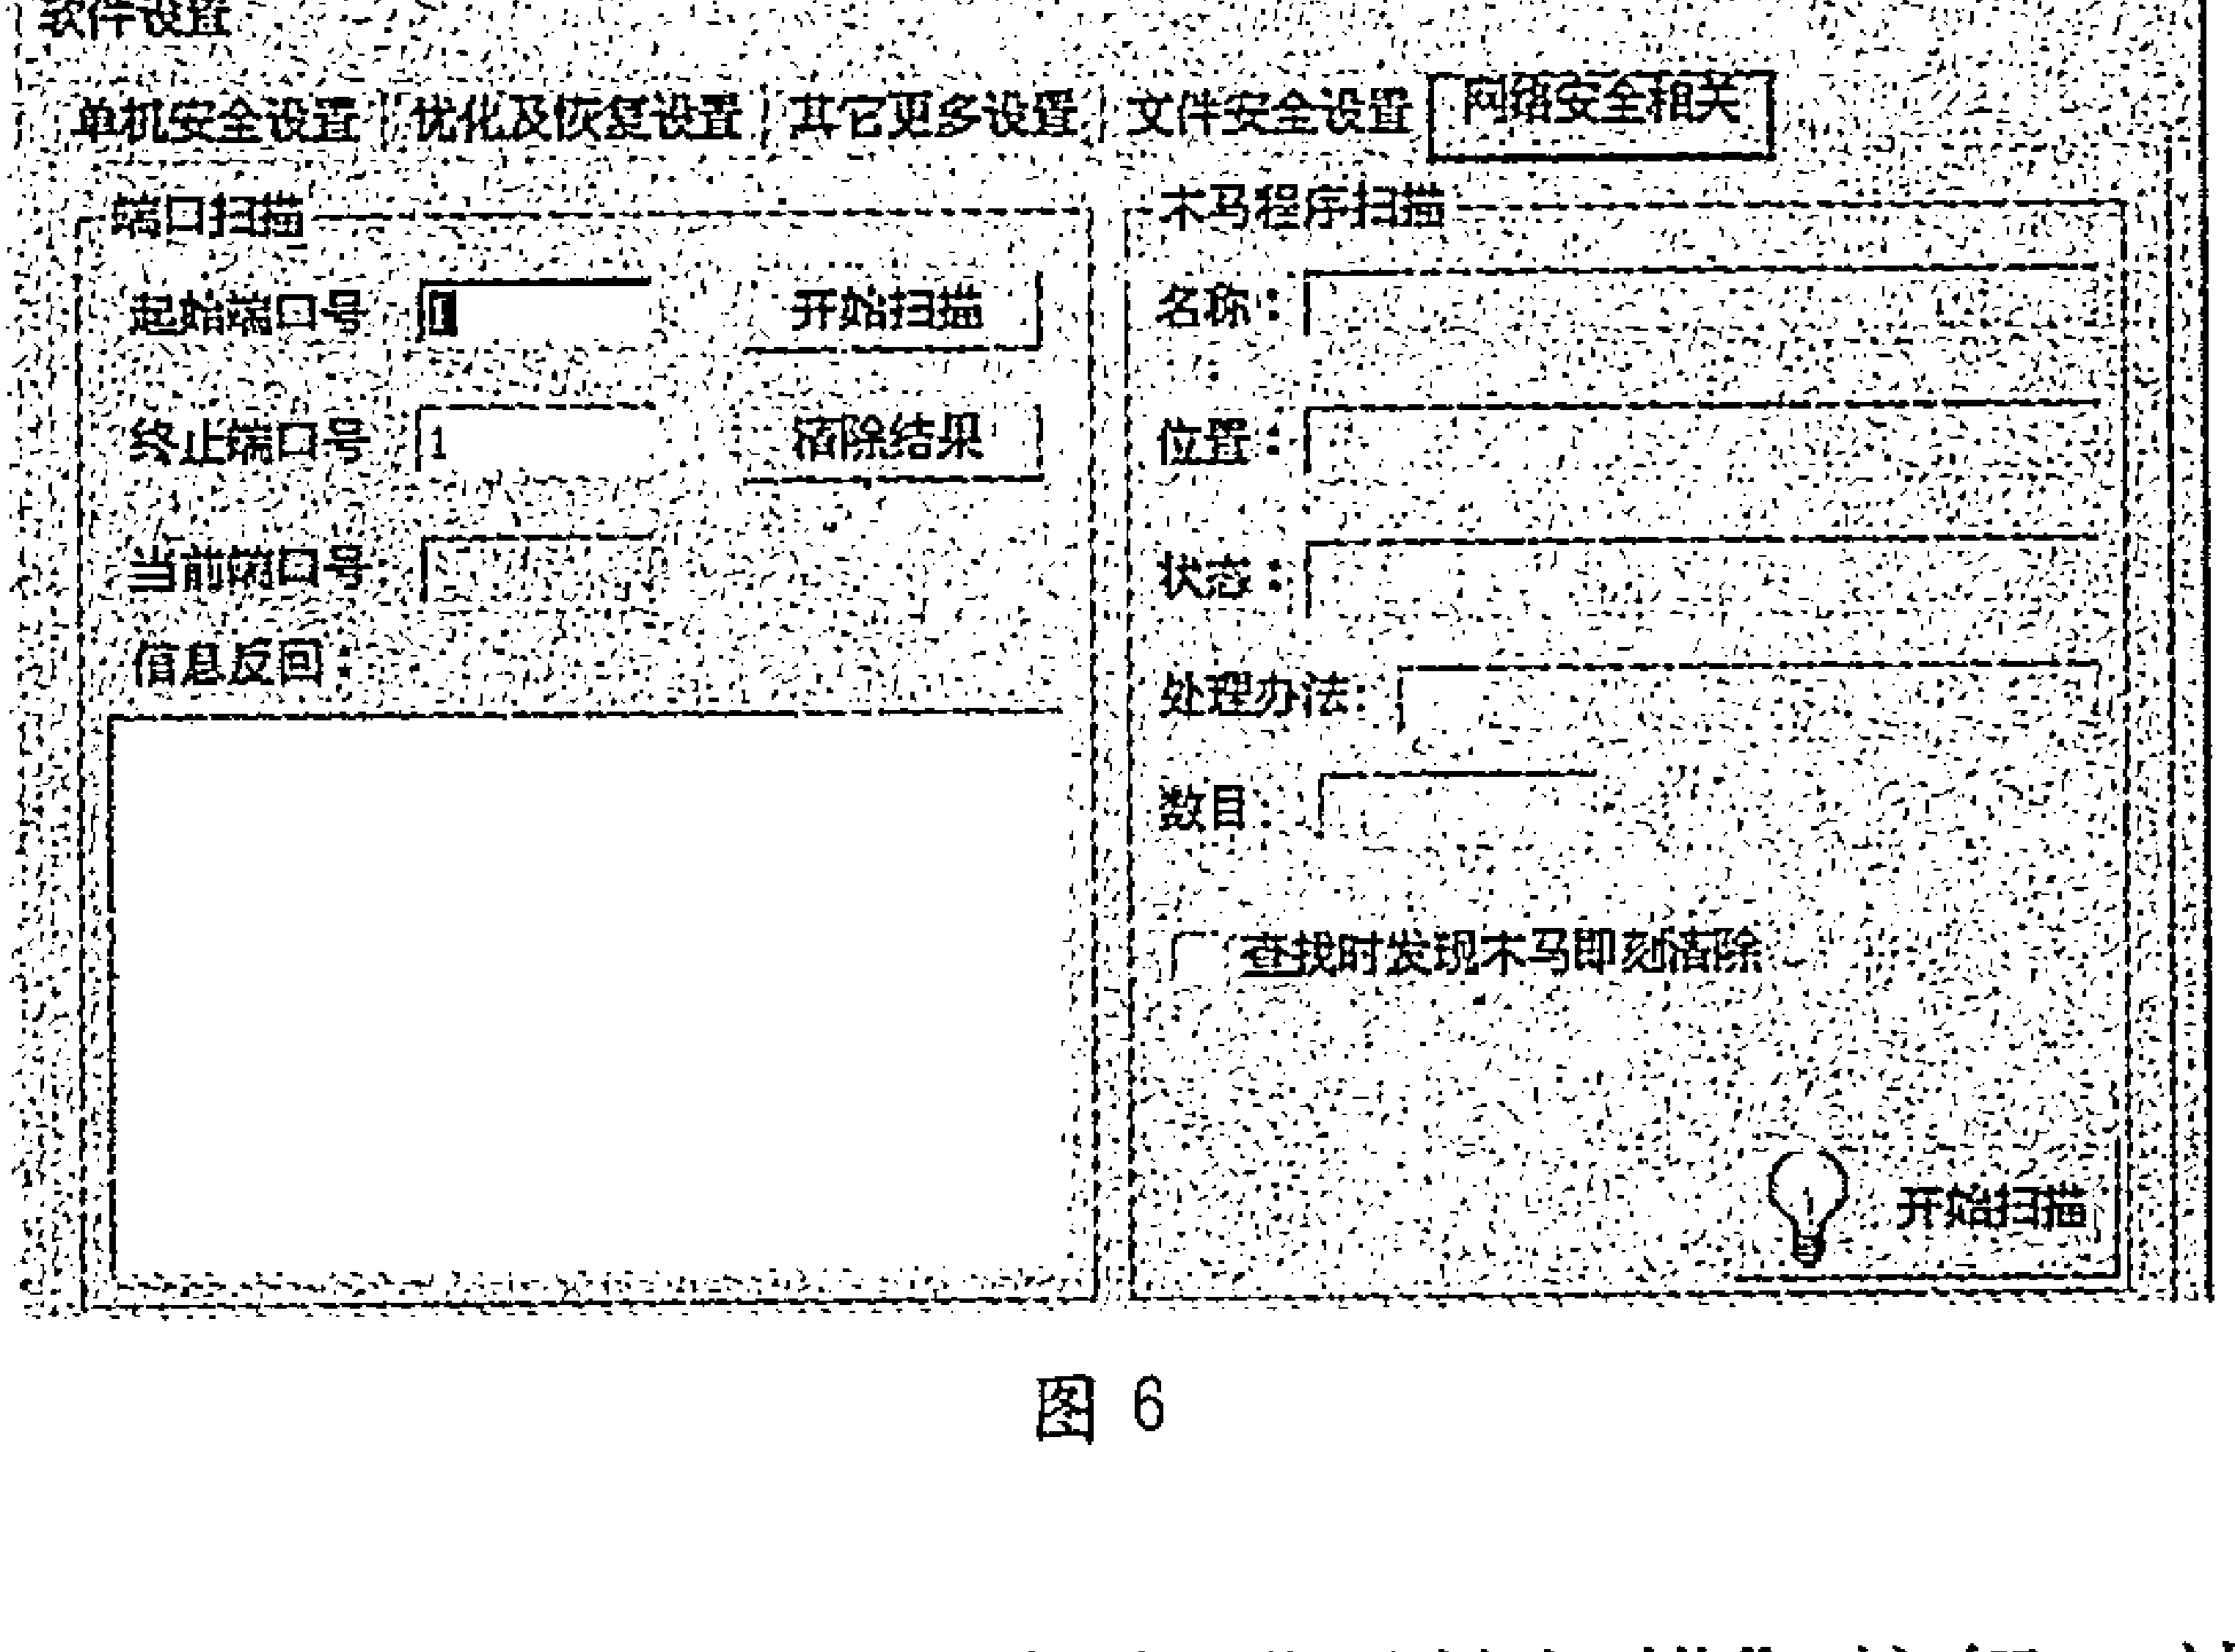 软件设置
单机安全设置 优化及恢复设置 其它更多设置 文件安全设置 网络安全相关
端口扫描
起始端口号 开始扫描
终止端口号 1 清除结果
当前端口号:
信息反回:
木马程序扫描
名称:
位置:
状态:
处理办法:
数目:
查找时发现木马即刻清除
开始扫描
图 6